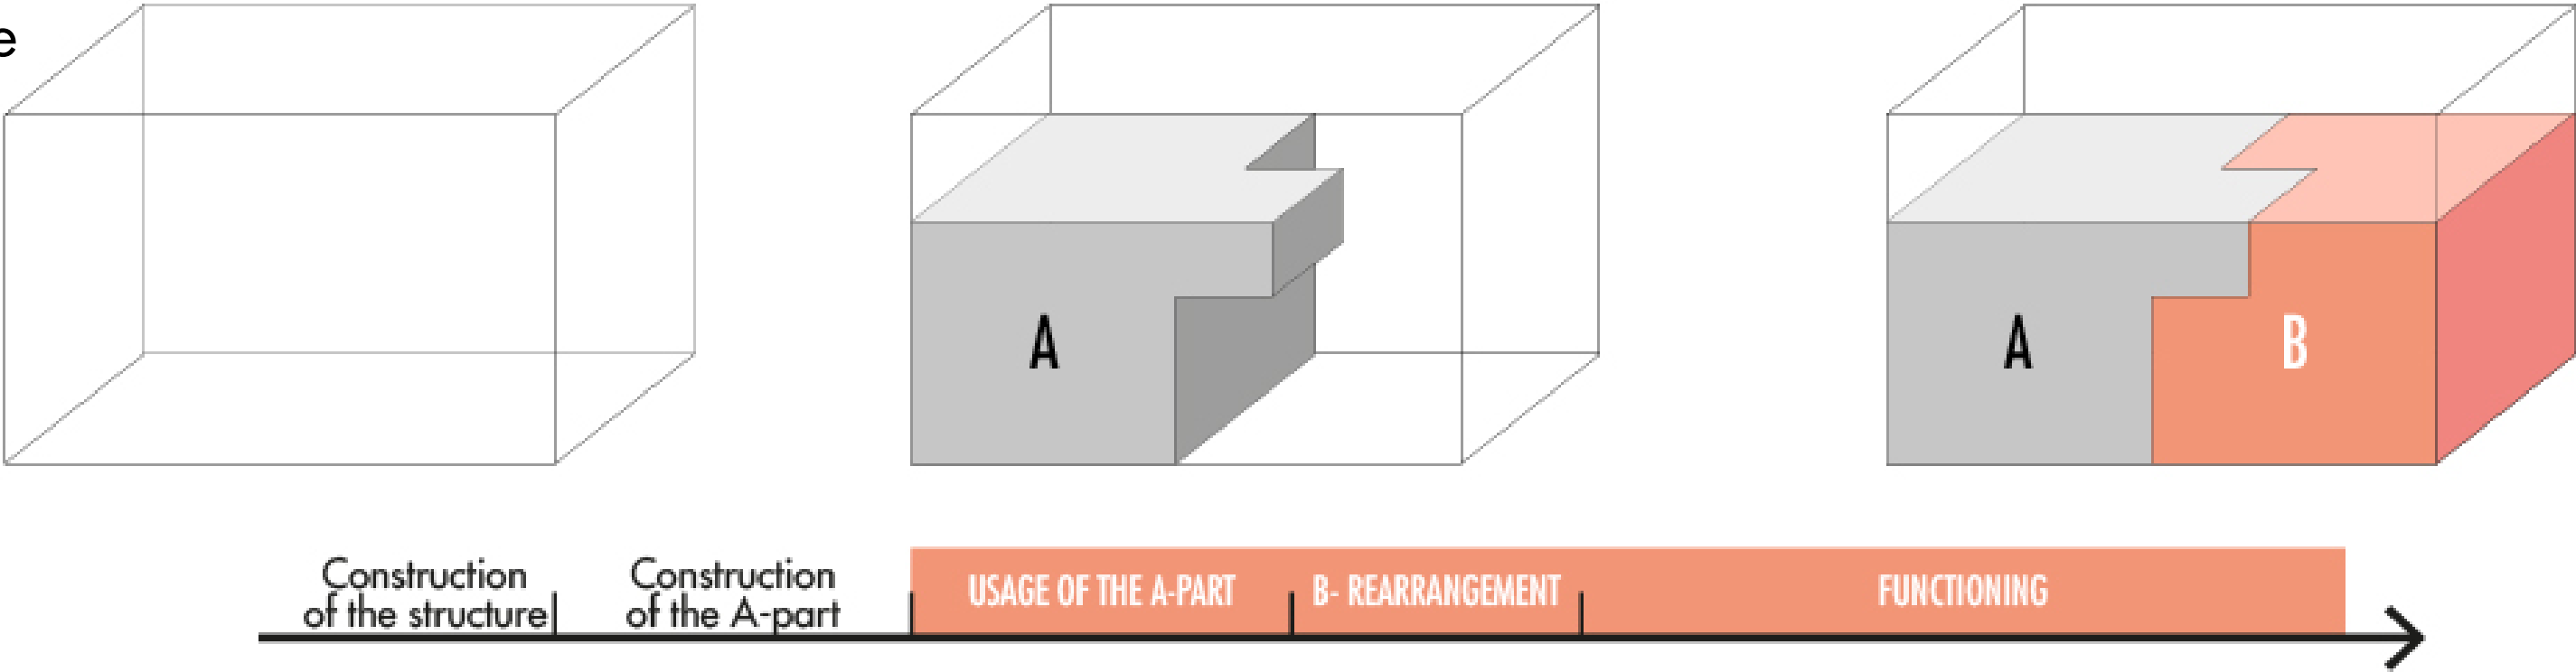 e
A
A
B
Construction
of the structure
Construction
of the A-part
USAGE OF THE A-PART
B- REARRANGEMENT
FUNCTIONING